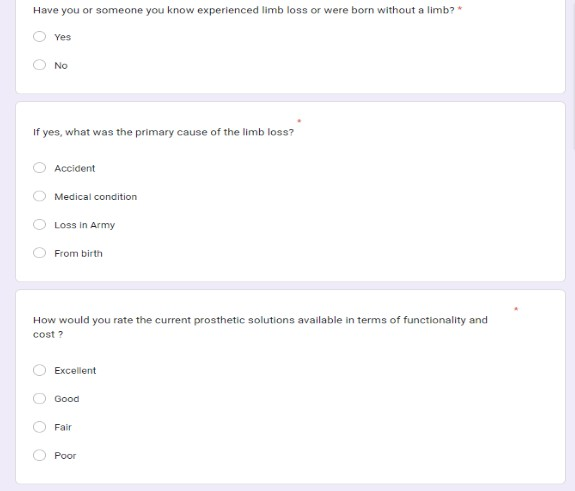 Have you or someone you know experienced limb loss or were born without a limb? *
Yes
No
*
If yes, what was the primary cause of the limb loss?
Accident
Medical condition
Loss in Army
From birth
*
How would you rate the current prosthetic solutions available in terms of functionality and
cost ?
Excellent
Good
Fair
Poor